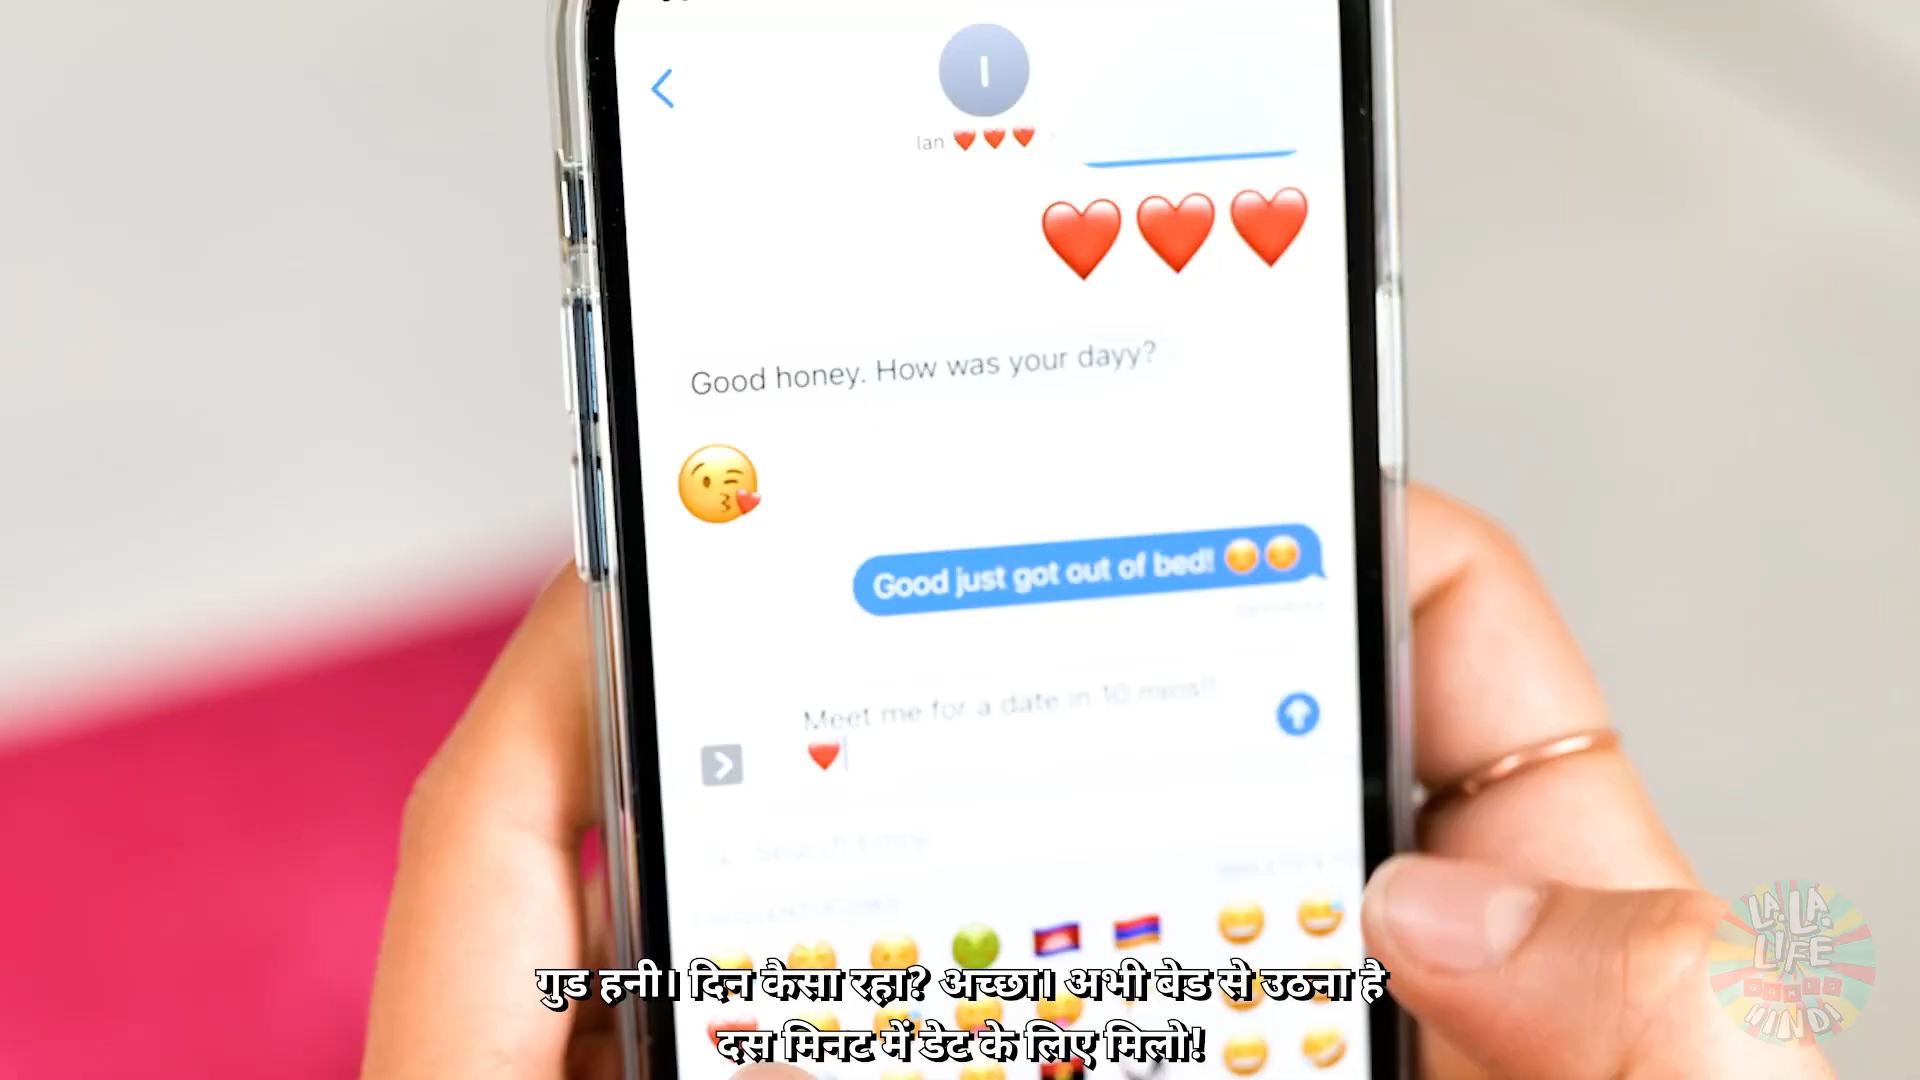 I
Ian ❤️❤️❤️
❤️❤️❤️
Good honey. How was your dayy?
😘
Good just got out of bed! 😊😊
Meet me for a date in 10 mins!!
❤️
गुड हनी। दिन कैसा रहा? अच्छा। अभी बेड से उठना है
दस मिनट में डेट के लिए मिलो!
LA.LA.
LIFE
GAMES
HINDI